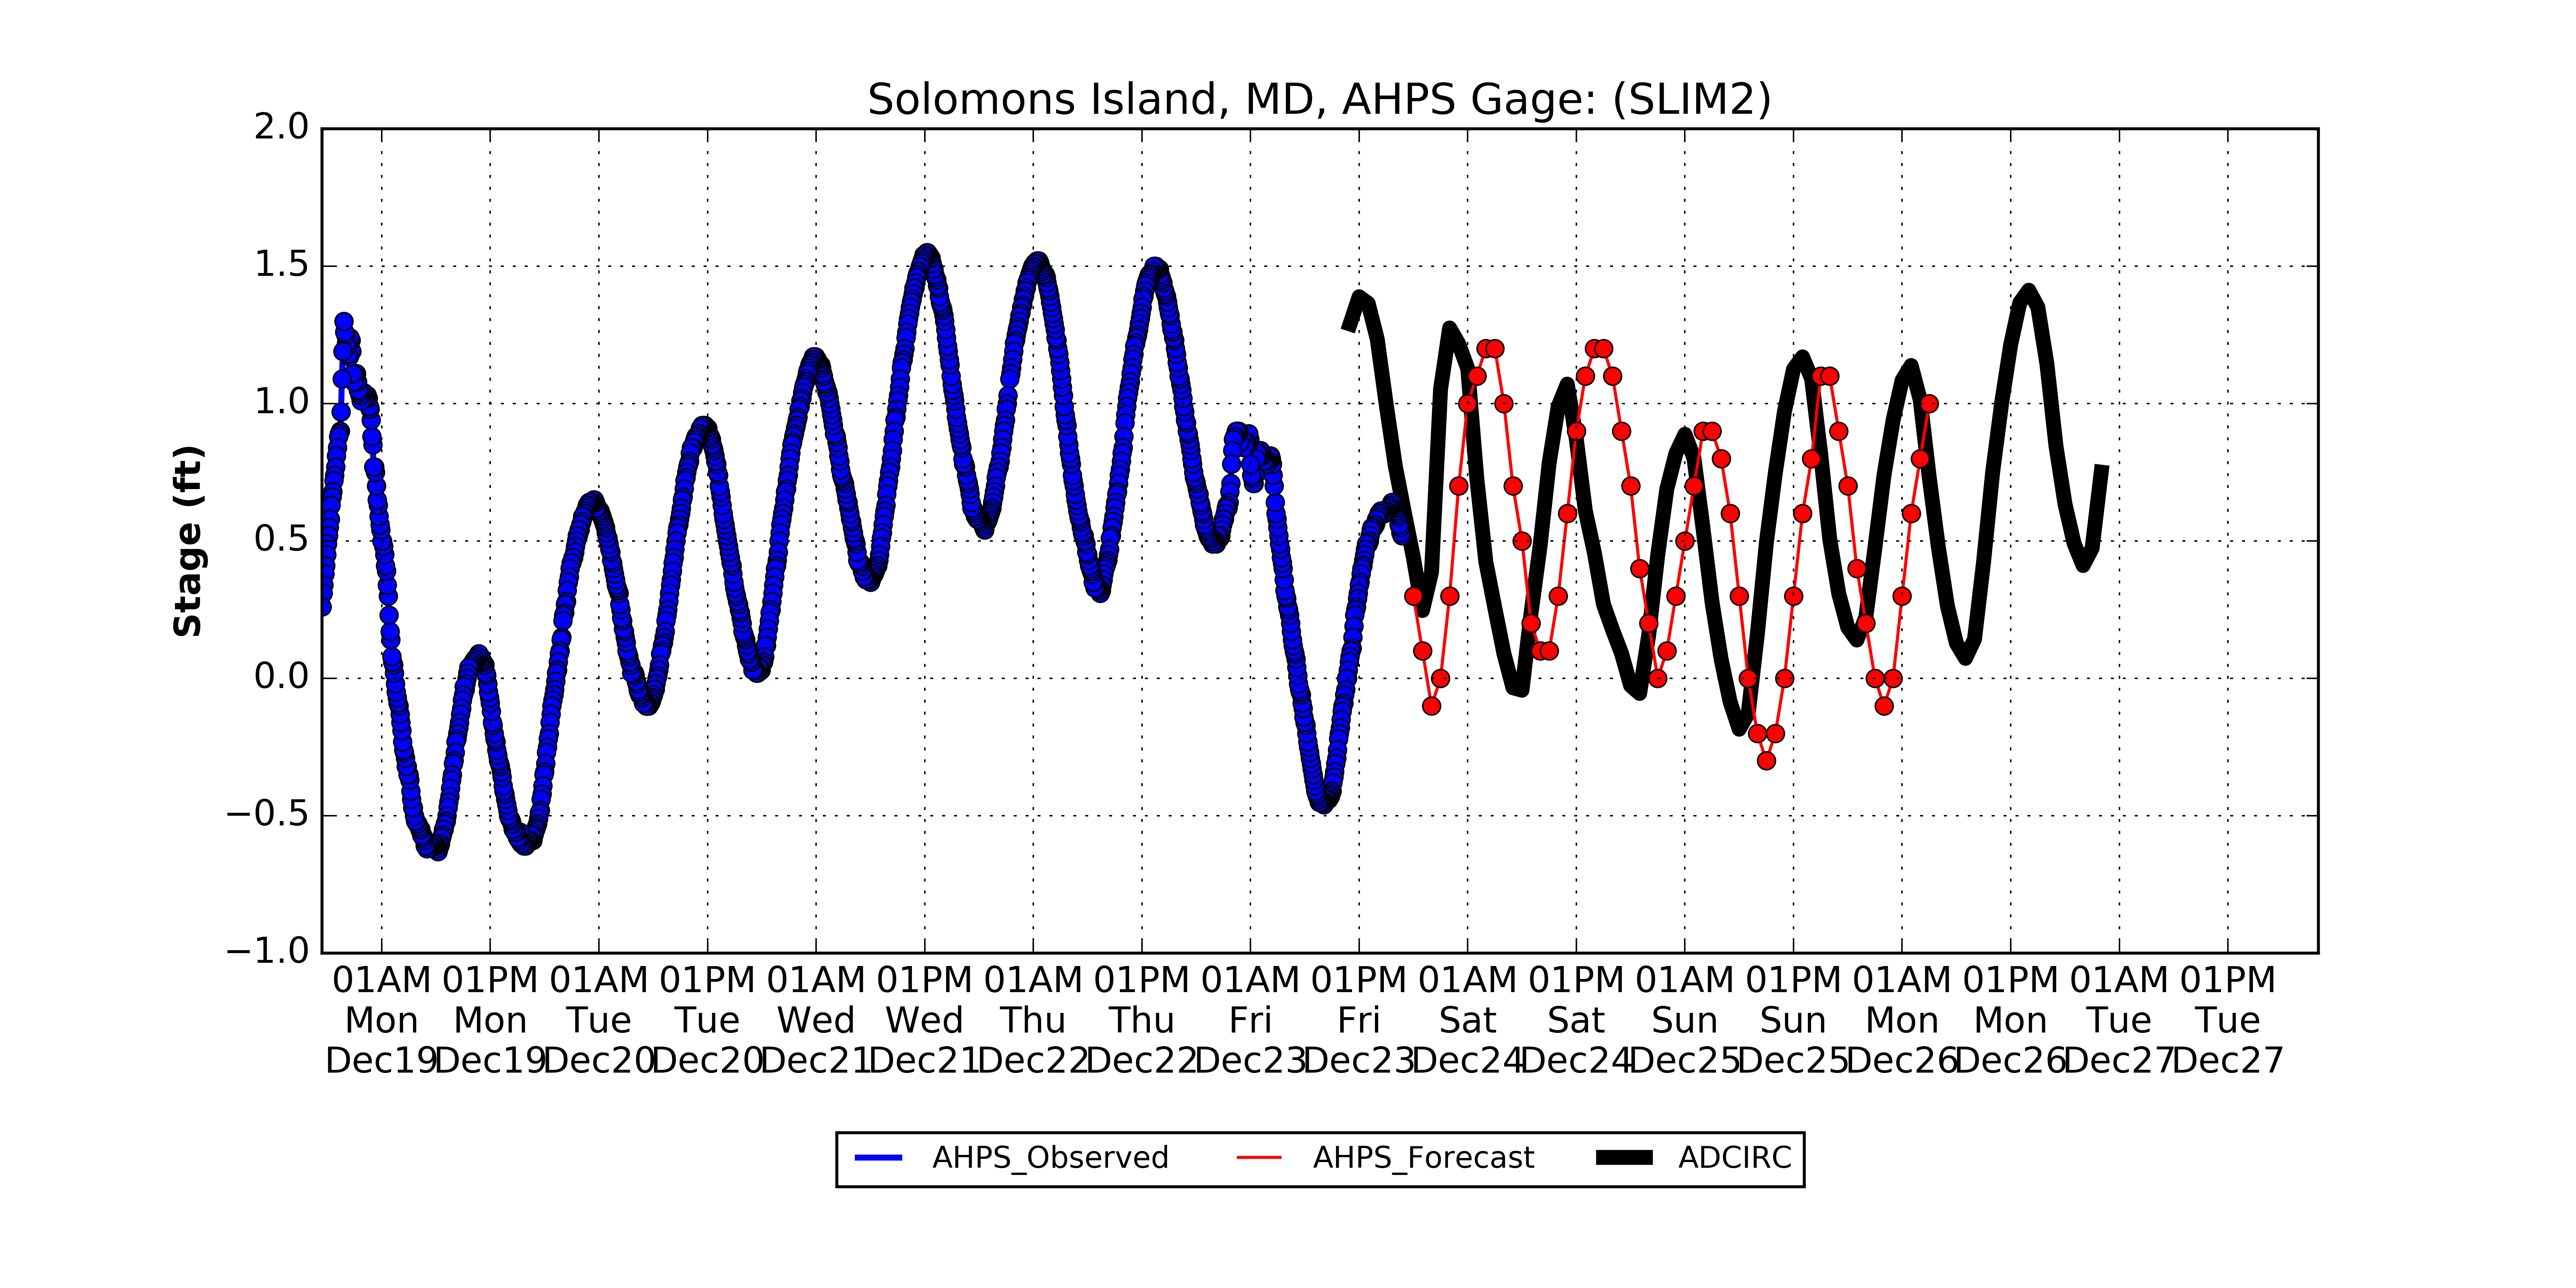 Solomons Island, MD, AHPS Gage: (SLIM2)
2.0
1.5
1.0
0.5
0.0
−0.5
−1.0
Stage (ft)
01AM 01PM 01AM 01PM 01AM 01PM 01AM 01PM 01AM 01PM 01AM 01PM 01AM 01PM 01AM 01PM 01AM 01PM
Mon Mon Tue Tue Wed Wed Thu Thu Fri Fri Sat Sat Sun Sun Mon Mon Tue Tue
Dec19 Dec19 Dec20 Dec20 Dec21 Dec21 Dec22 Dec22 Dec23 Dec23 Dec24 Dec24 Dec25 Dec25 Dec26 Dec26 Dec27 Dec27
AHPS_Observed AHPS_Forecast ADCIRC